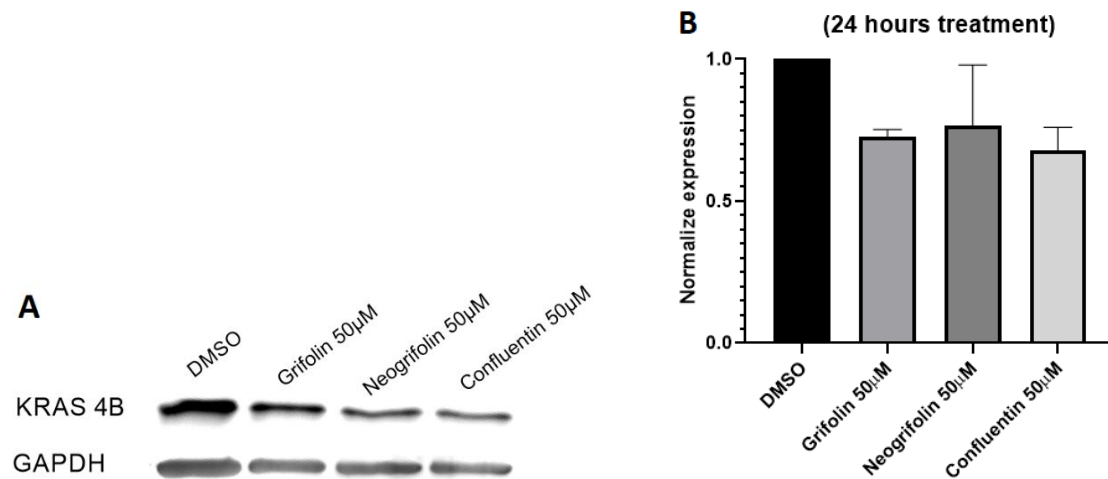 A
DMSO
Grifolin 50µM
Neogrifolin 50µM
Confluentin 50µM
KRAS 4B
GAPDH
B
(24 hours treatment)
Normalize expression
1.0
0.5
0.0
DMSO
Grifolin 50µM
Neogrifolin 50µM
Confluentin 50µM